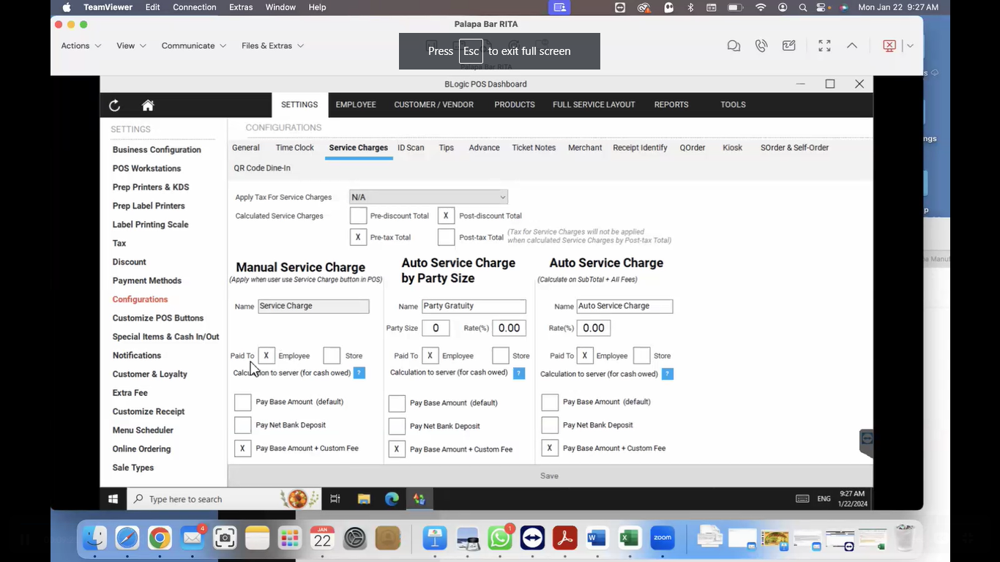 TeamViewer Edit Connection Extras Window Help Mon Jan 22 9:27 AM
Palapa Bar RITA
Actions View Communicate Files & Extras
Press Esc to exit full screen
Palapa Bar RITA
BLogic POS Dashboard
SETTINGS EMPLOYEE CUSTOMER / VENDOR PRODUCTS FULL SERVICE LAYOUT REPORTS TOOLS
SETTINGS
Business Configuration
POS Workstations
Prep Printers & KDS
Prep Label Printers
Label Printing Scale
Tax
Discount
Payment Methods
Configurations
Customize POS Buttons
Special Items & Cash In/Out
Notifications
Customer & Loyalty
Extra Fee
Customize Receipt
Menu Scheduler
Online Ordering
Sale Types
CONFIGURATIONS
General Time Clock Service Charges ID Scan Tips Advance Ticket Notes Merchant Receipt Identify QOrder Kiosk SOrder & Self-Order
QR Code Dine-In
Apply Tax For Service Charges N/A
Calculated Service Charges Pre-discount Total X Post-discount Total
X Pre-tax Total Post-tax Total (Tax for Service Charges will not be applied
when calculated Service Charges by Post-tax Total)
Manual Service Charge
(Apply when user use Service Charge button in POS)
Name Service Charge
Paid To X Employee Store
Calculation to server (for cash owed) ?
Pay Base Amount (default)
Pay Net Bank Deposit
X Pay Base Amount + Custom Fee
Auto Service Charge
by Party Size
Name Party Gratuity
Party Size 0 Rate(%) 0.00
Paid To X Employee Store
Calculation to server (for cash owed) ?
Pay Base Amount (default)
Pay Net Bank Deposit
X Pay Base Amount + Custom Fee
Auto Service Charge
(Calculate on SubTotal + All Fees)
Name Auto Service Charge
Rate(%) 0.00
Paid To X Employee Store
Calculation to server (for cash owed) ?
Pay Base Amount (default)
Pay Net Bank Deposit
X Pay Base Amount + Custom Fee
Save
Type here to search
ENG
9:27 AM
1/22/2024
4
JAN
22
1
W
X
zoom